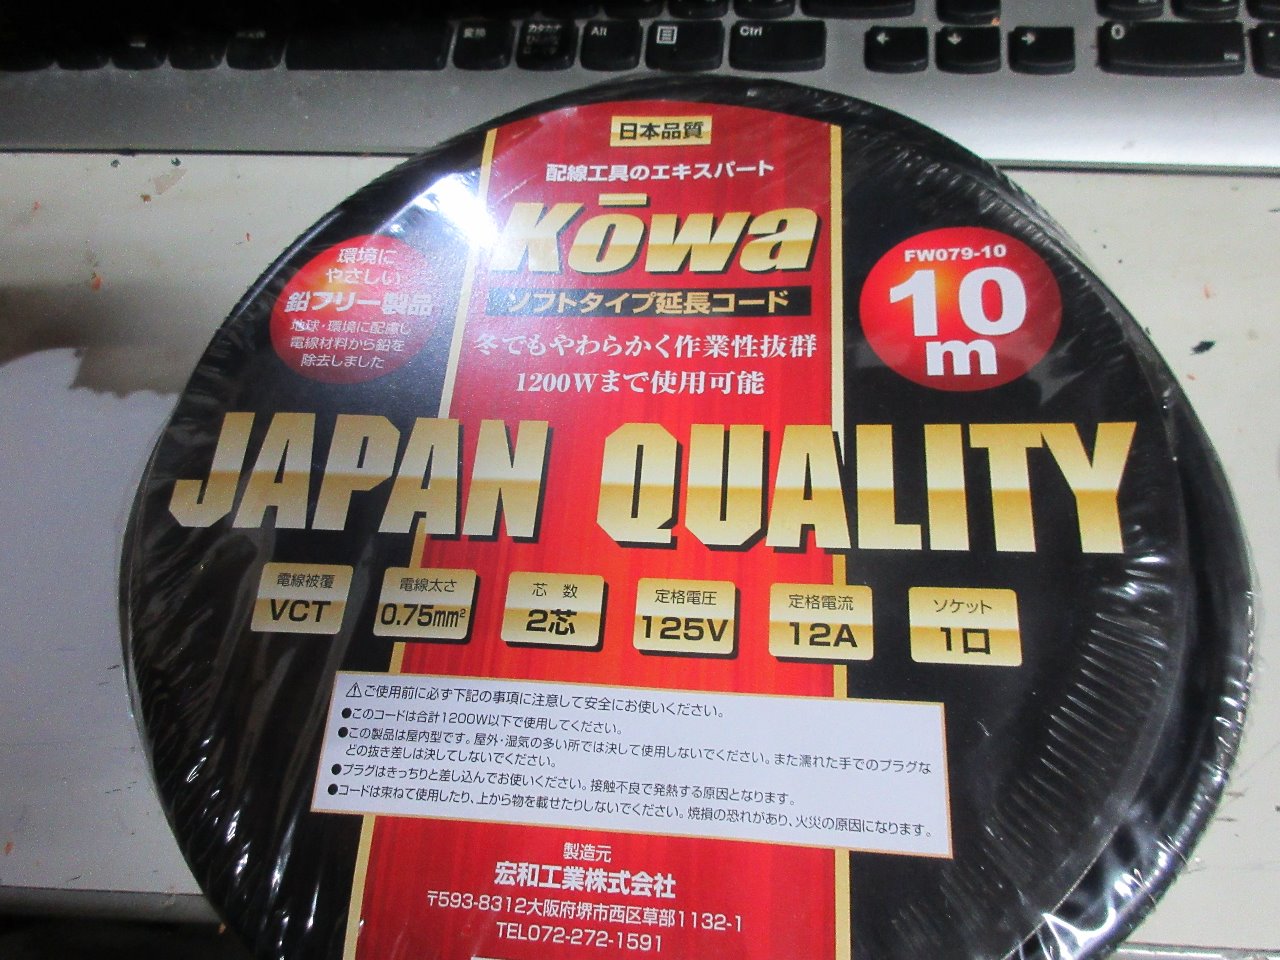 変換
カタカナ
Alt
Ctrl
0
日本品質
配線工具のエキスパート
Kōwa
ソフトタイプ延長コード
冬でもやわらかく作業性抜群
1200Wまで使用可能
環境に
やさしい
鉛フリー製品
地球・環境に配慮し
電線材料から鉛を
除去しました
FW079-10
10
m
JAPAN QUALITY
電線被覆
VCT
電線太さ
0.75mm²
芯数
2芯
定格電圧
125V
定格電流
12A
ソケット
1口
⚠ご使用前に必ず下記の事項に注意して安全にお使いください。
●このコードは合計1200W以下で使用してください。
●この製品は屋内型です。屋外・湿気の多い所では決して使用しないでください。また濡れた手でのプラグな
どの抜き差しは決してしないでください。
●プラグはきっちりと差し込んでお使いください。接触不良で発熱する原因となります。
●コードは束ねて使用したり、上から物を載せたりしないでください。焼損の恐れがあり、火災の原因になります。
製造元
宏和工業株式会社
〒593-8312大阪府堺市西区草部1132-1
TEL072-272-1591